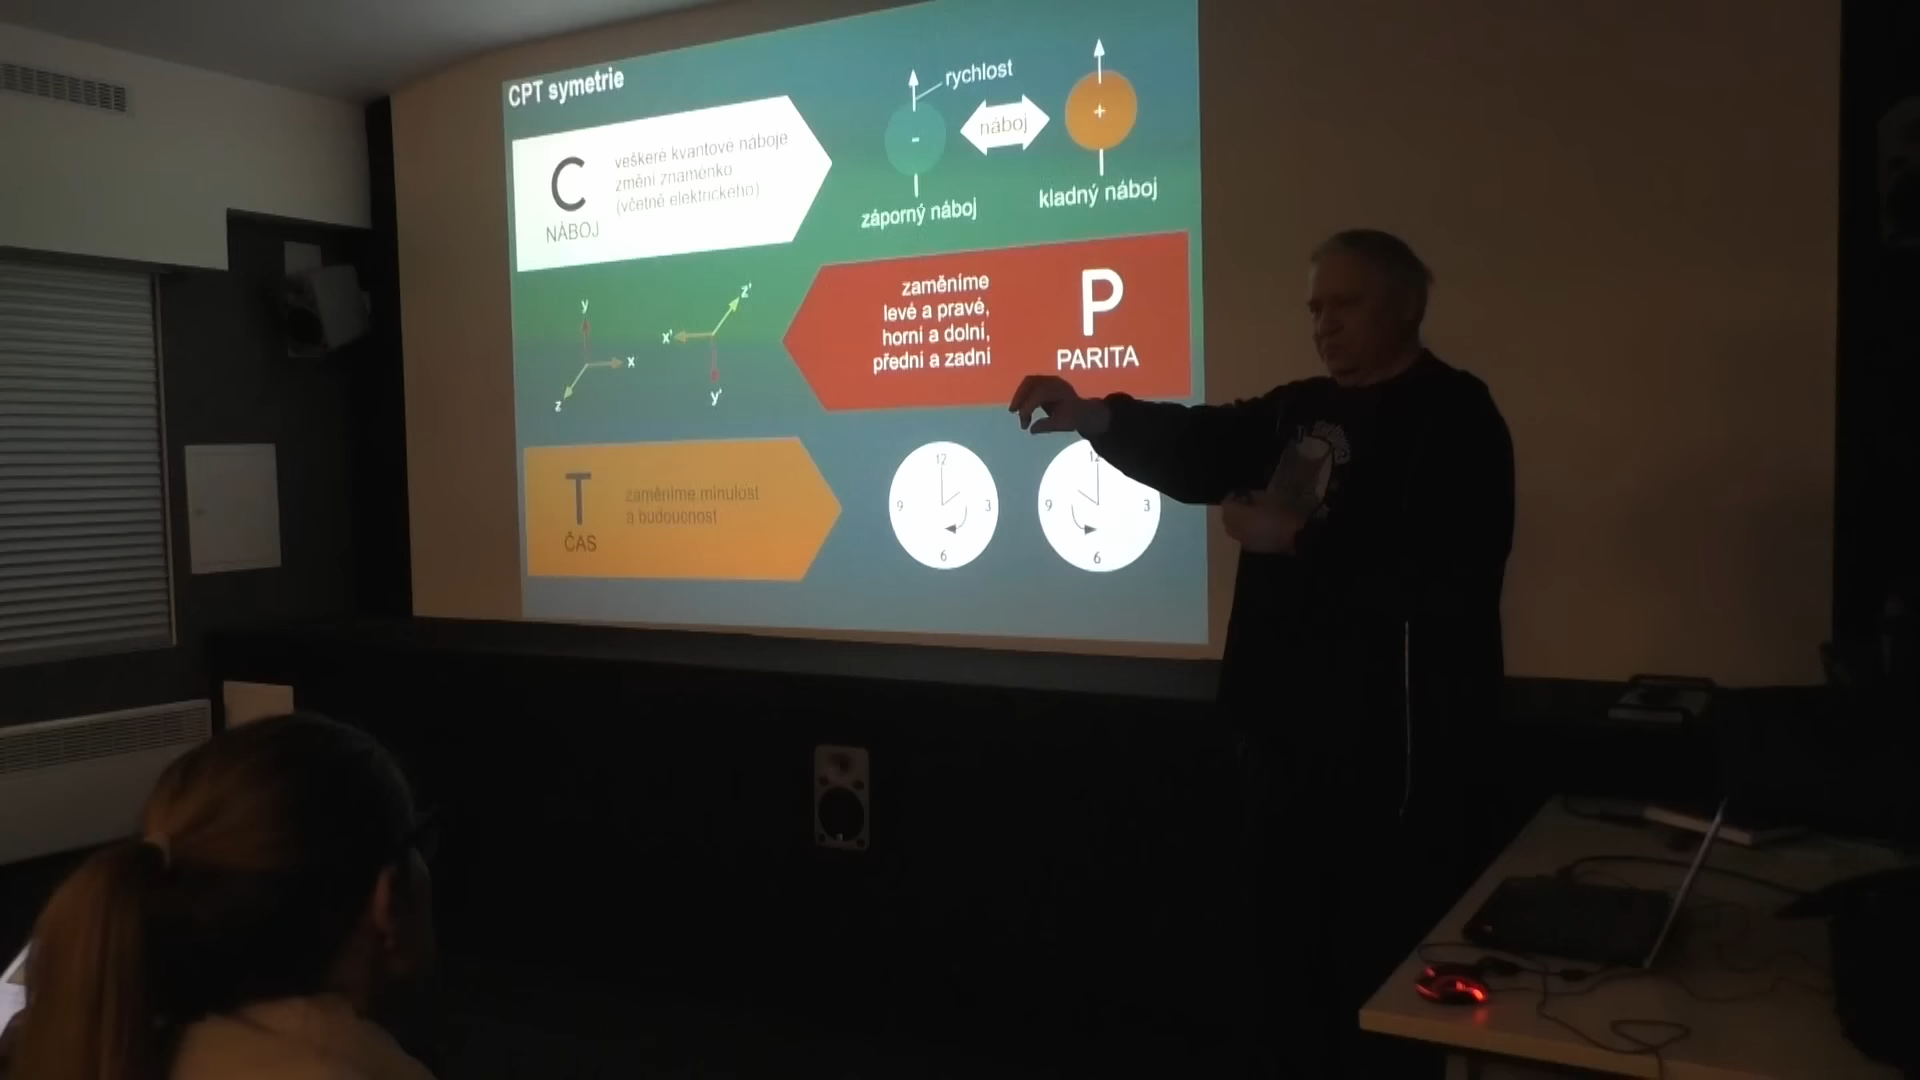 CPT symetrie
C
NÁBOJ
veškeré kvantové náboje
změní znaménko
(včetně elektrického)
rychlost
-
náboj
+
záporný náboj
kladný náboj
y
x
z
z'
x'
y'
zaměníme
levé a pravé,
horní a dolní,
přední a zadní
P
PARITA
T
ČAS
zaměníme minulost
a budoucnost
12
9
3
6
12
9
3
6